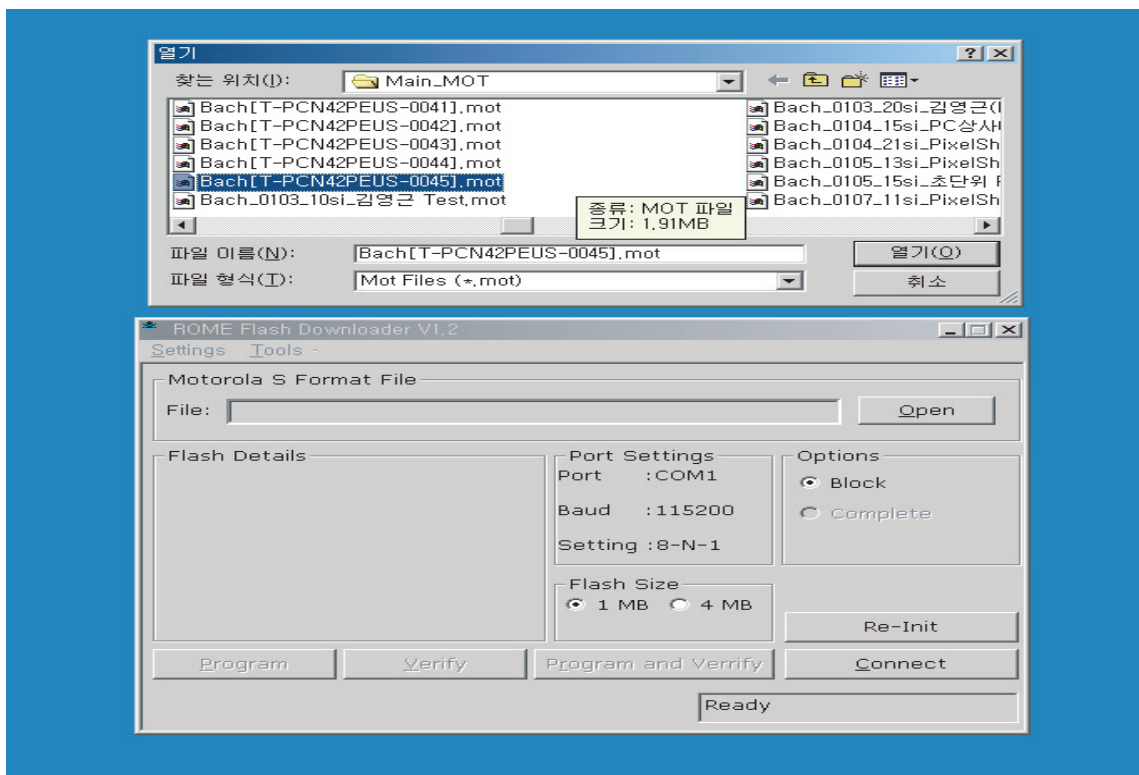 열기
찾는 위치(I): Main_MOT
Bach[T-PCN42PEUS-0041].mot
Bach[T-PCN42PEUS-0042].mot
Bach[T-PCN42PEUS-0043].mot
Bach[T-PCN42PEUS-0044].mot
Bach[T-PCN42PEUS-0045].mot
Bach_0103_10si_김영근 Test.mot
Bach_0103_20si_김영근(
Bach_0104_15si_PC상사
Bach_0104_21si_PixelSh
Bach_0105_13si_PixelSh
Bach_0105_15si_초단위
Bach_0107_11si_PixelSh
종류: MOT 파일
크기: 1.91MB
파일 이름(N): Bach[T-PCN42PEUS-0045].mot 열기(O)
파일 형식(T): Mot Files (*.mot) 취소
ROME Flash Downloader V1.2
Settings Tools -
Motorola S Format File
File: Open
Flash Details
Port Settings
Port :COM1
Baud :115200
Setting :8-N-1
Options
Block
Complete
Flash Size
1 MB 4 MB
Re-Init
Program Verify Program and Verrify Connect
Ready